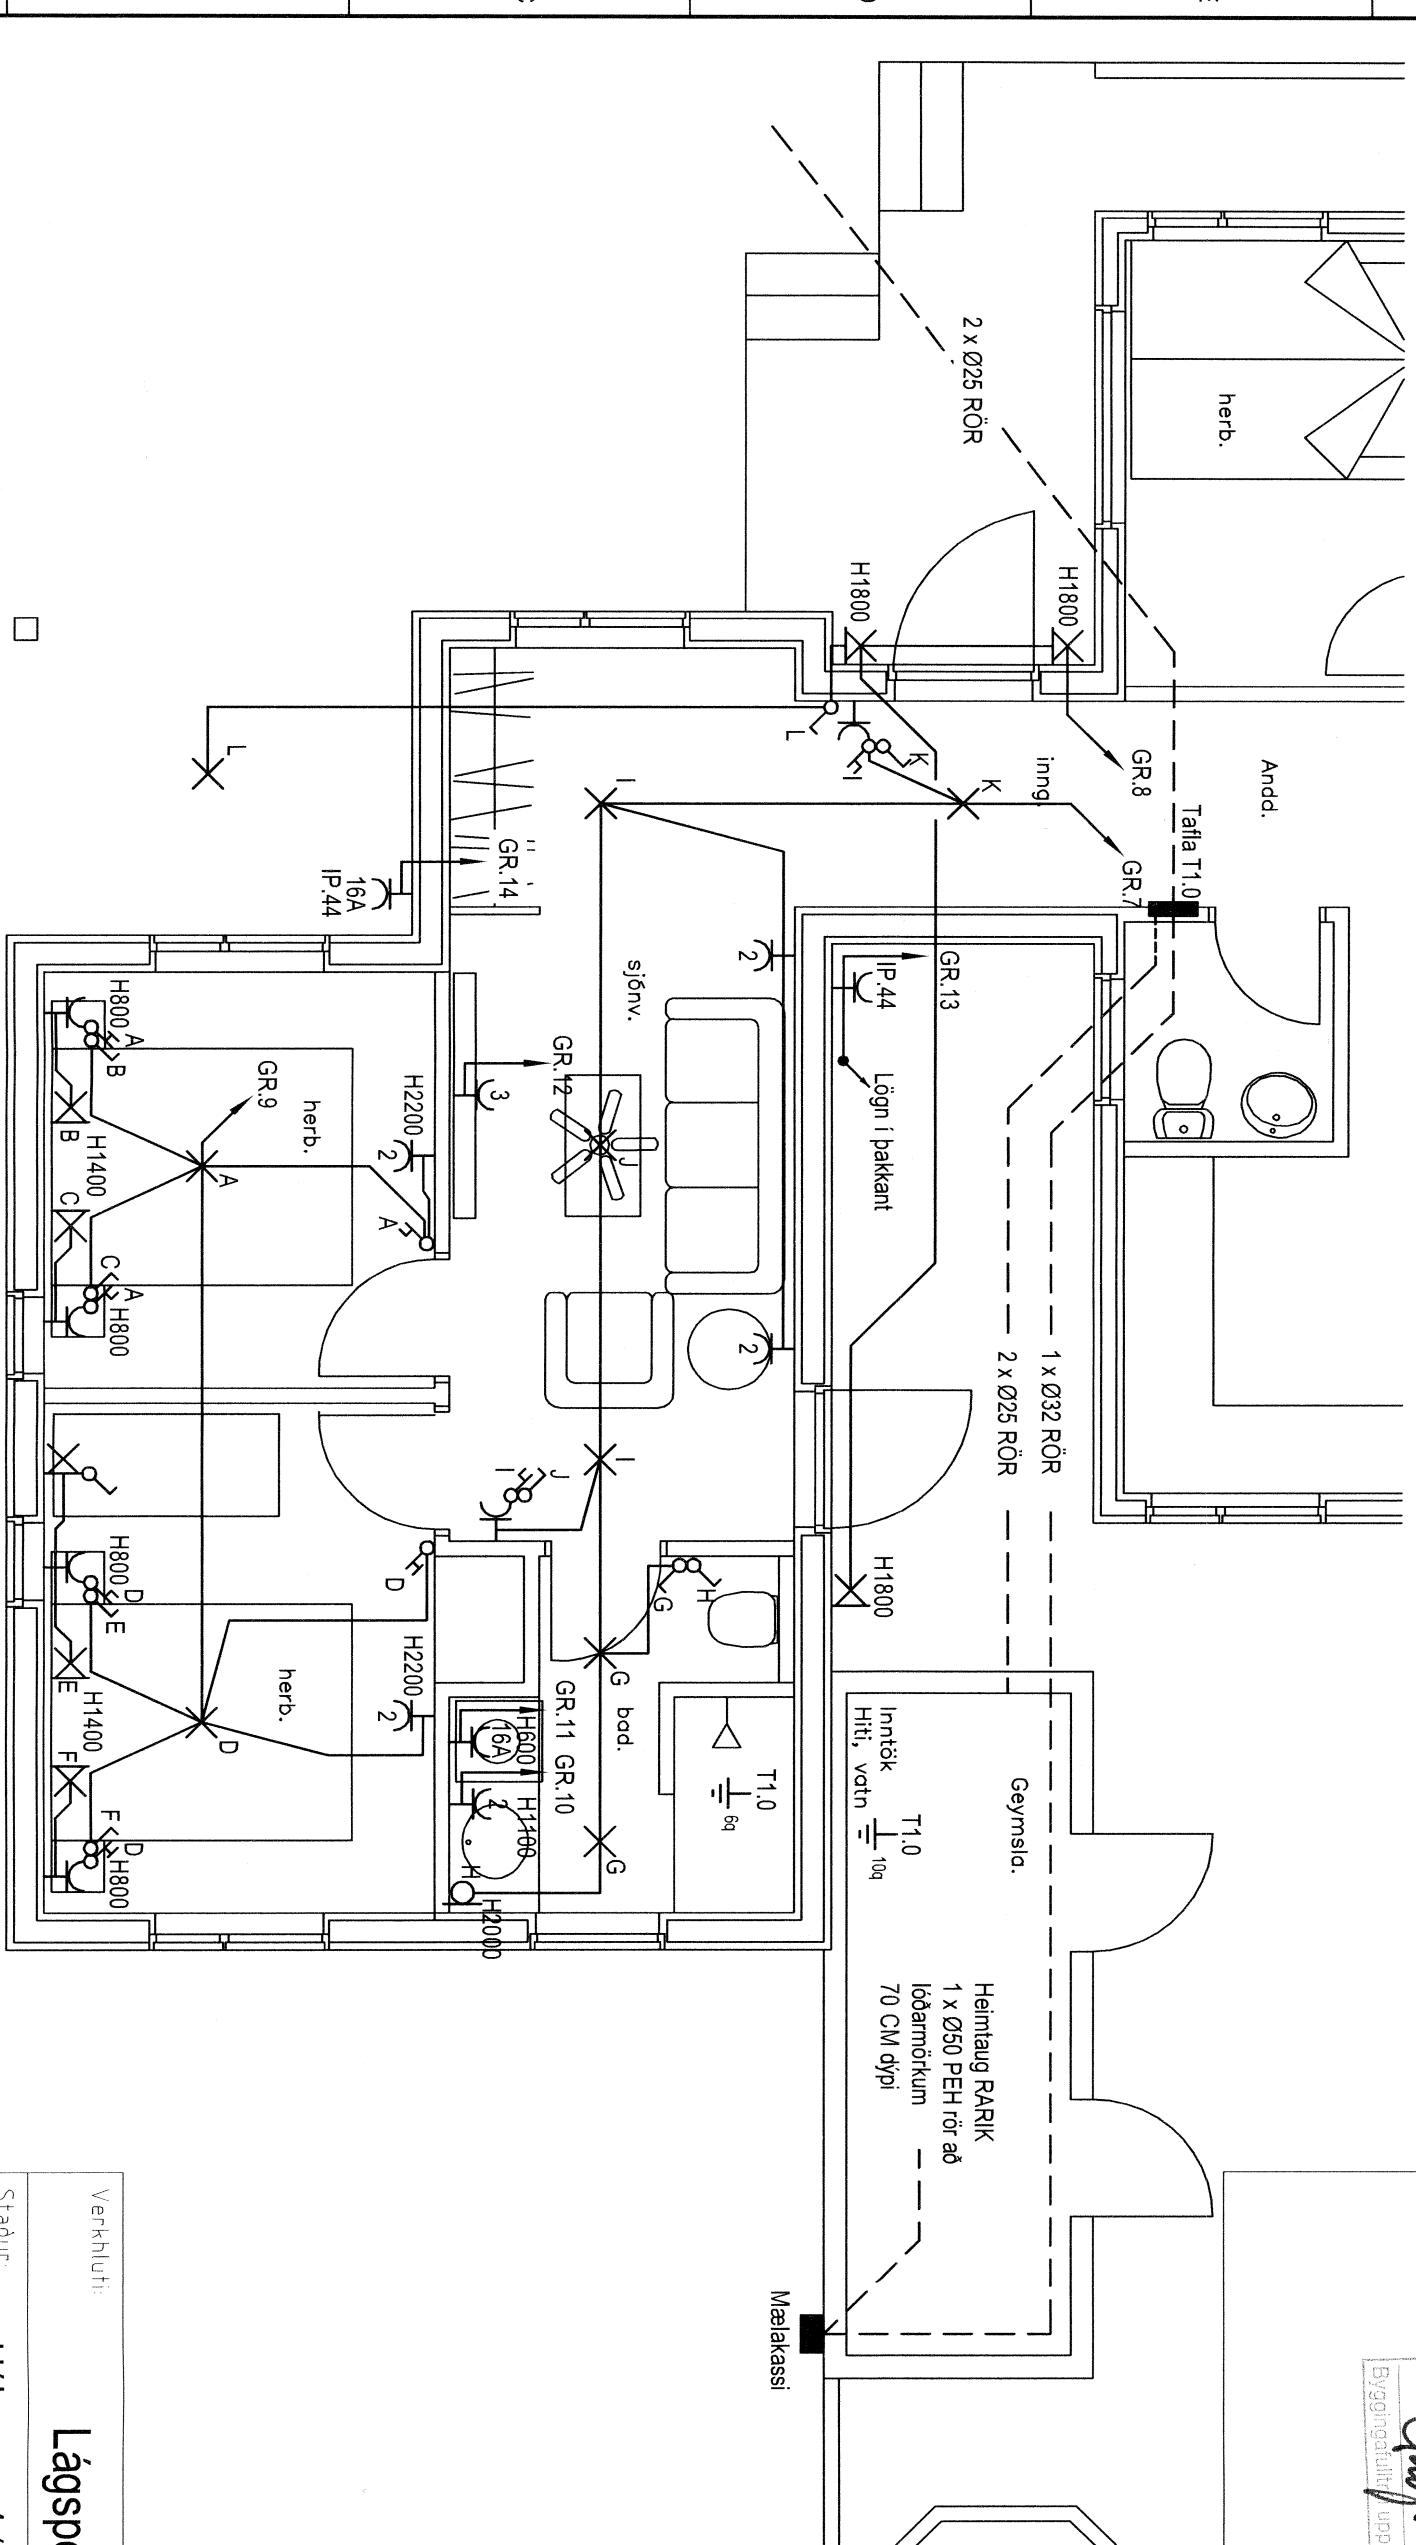 herb.
2 x Ø25 RÖR
H1800
H1800
Andd.
GR.8
inng.
K
K
I
L
L
Tafla T1.0
GR.7
I
GR.14
16A
IP.44
2
GR.13
IP.44
Lögn í þakkant
sjónv.
GR.12
3
J
2
1 x Ø32 RÖR
2 x Ø25 RÖR
H800
A
B
GR.9
herb.
H2200
2
B
H1400
C
A
A
C
A
H800
I
I
J
H1800
H
G
G
bad.
D
H800
D
E
herb.
H2200
2
E
H1400
F
D
F
D
H800
GR.11
GR.10
H600
16A
2
H1100
G
H
H2000
T1.0
6q
Inntök
Hiti, vatn
T1.0
10q
Geymsla.
Heimtaug RARIK
1 x Ø50 PEH rör að
lóðarmörkum
70 CM dýpi
Mælakassi
Verkhluti:
Staður: